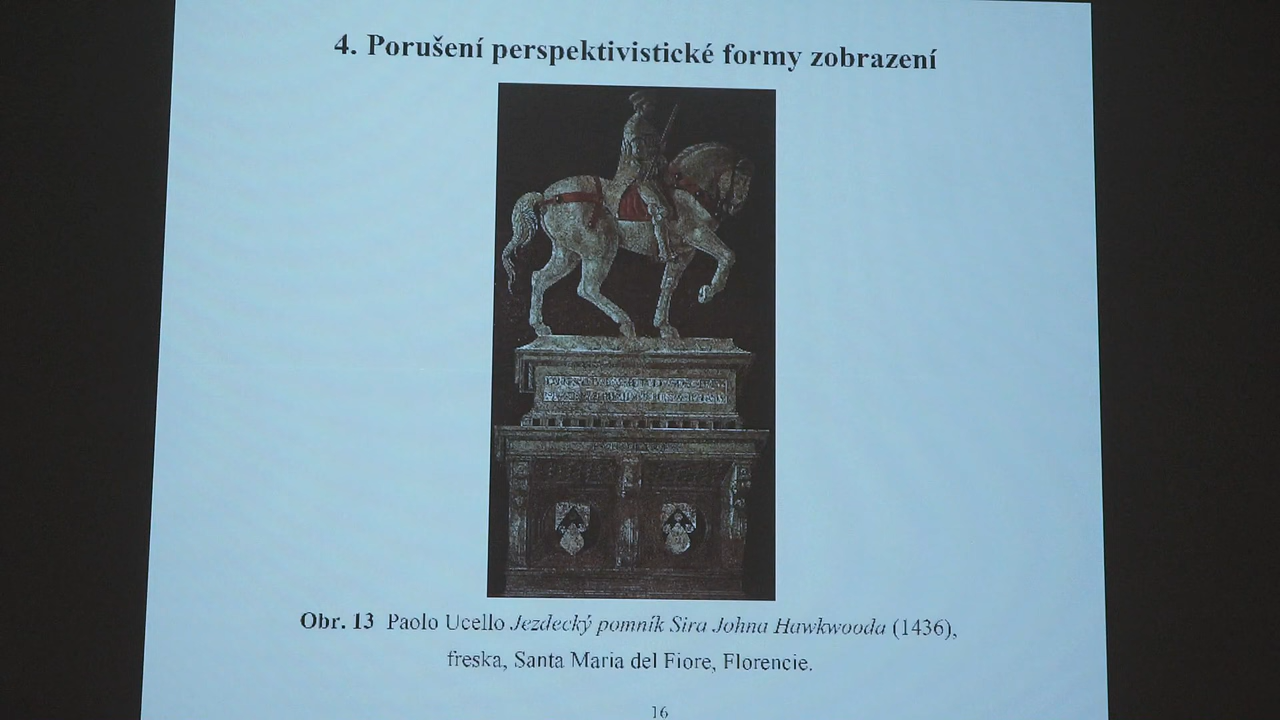 4. Porušení perspektivistické formy zobrazení
Obr. 13 Paolo Ucello Jezdecký pomník Sira Johna Hawkwooda (1436),
freska, Santa Maria del Fiore, Florencie.
16